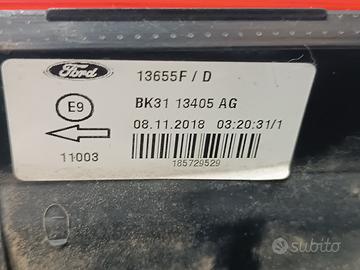 Ford
13655F / D
E9
BK31 13405 AG
08.11.2018 03:20:31/1
11003
185729529
subito